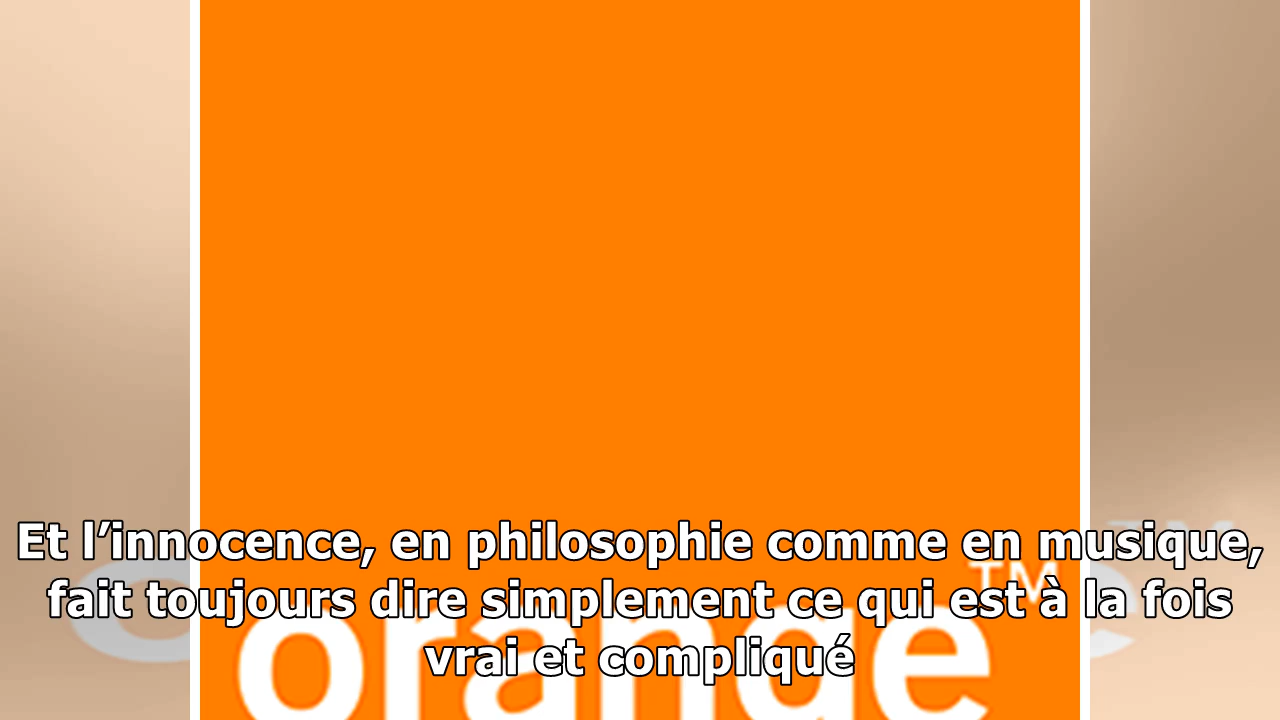 Et l’innocence, en philosophie comme en musique,
fait toujours dire simplement ce qui est à la fois
vrai et compliqué
orange
TM